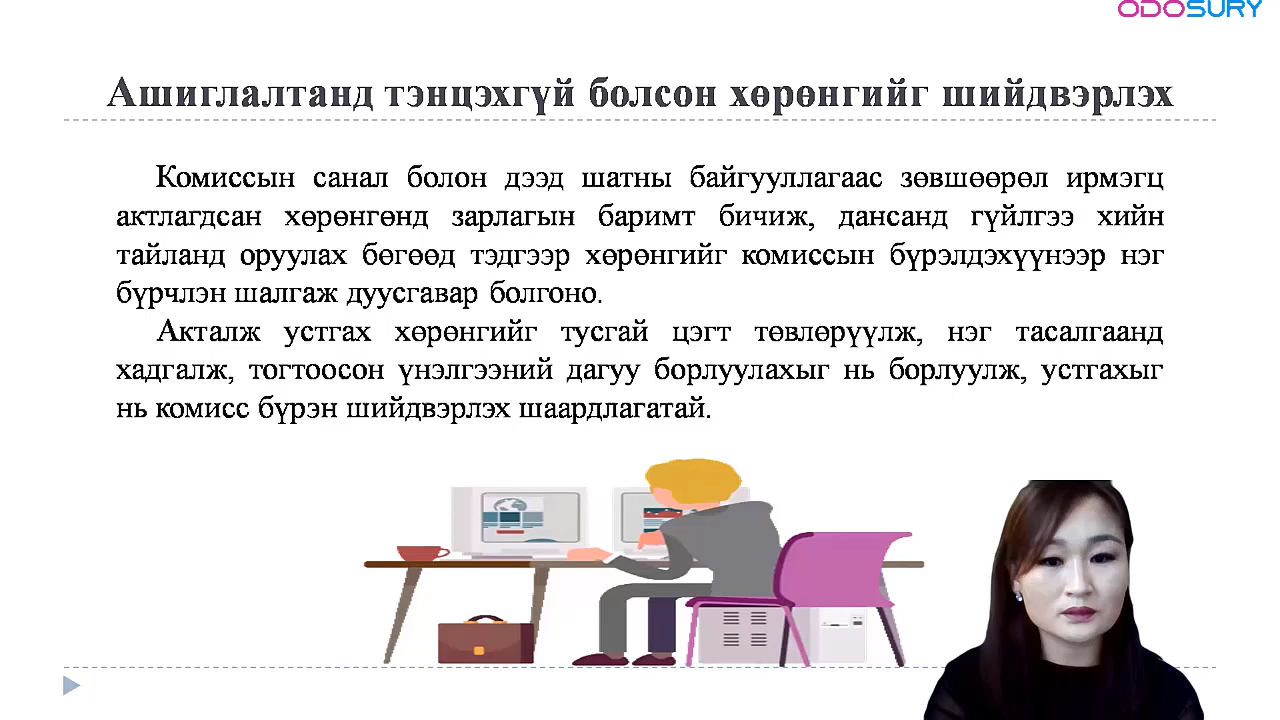 ODOSURY
Ашиглалтанд тэнцэхгүй болсон хөрөнгийг шийдвэрлэх
Комиссын санал болон дээд шатны байгууллагаас зөвшөөрөл ирмэгц
актлагдсан хөрөнгөнд зарлагын баримт бичиж, дансанд гүйлгээ хийн
тайланд оруулах бөгөөд тэдгээр хөрөнгийг комиссын бүрэлдэхүүнээр нэг
бүрчлэн шалгаж дуусгавар болгоно.
Акталж устгах хөрөнгийг тусгай цэгт төвлөрүүлж, нэг тасалгаанд
хадгалж, тогтоосон үнэлгээний дагуу борлуулахыг нь борлуулж, устгахыг
нь комисс бүрэн шийдвэрлэх шаардлагатай.